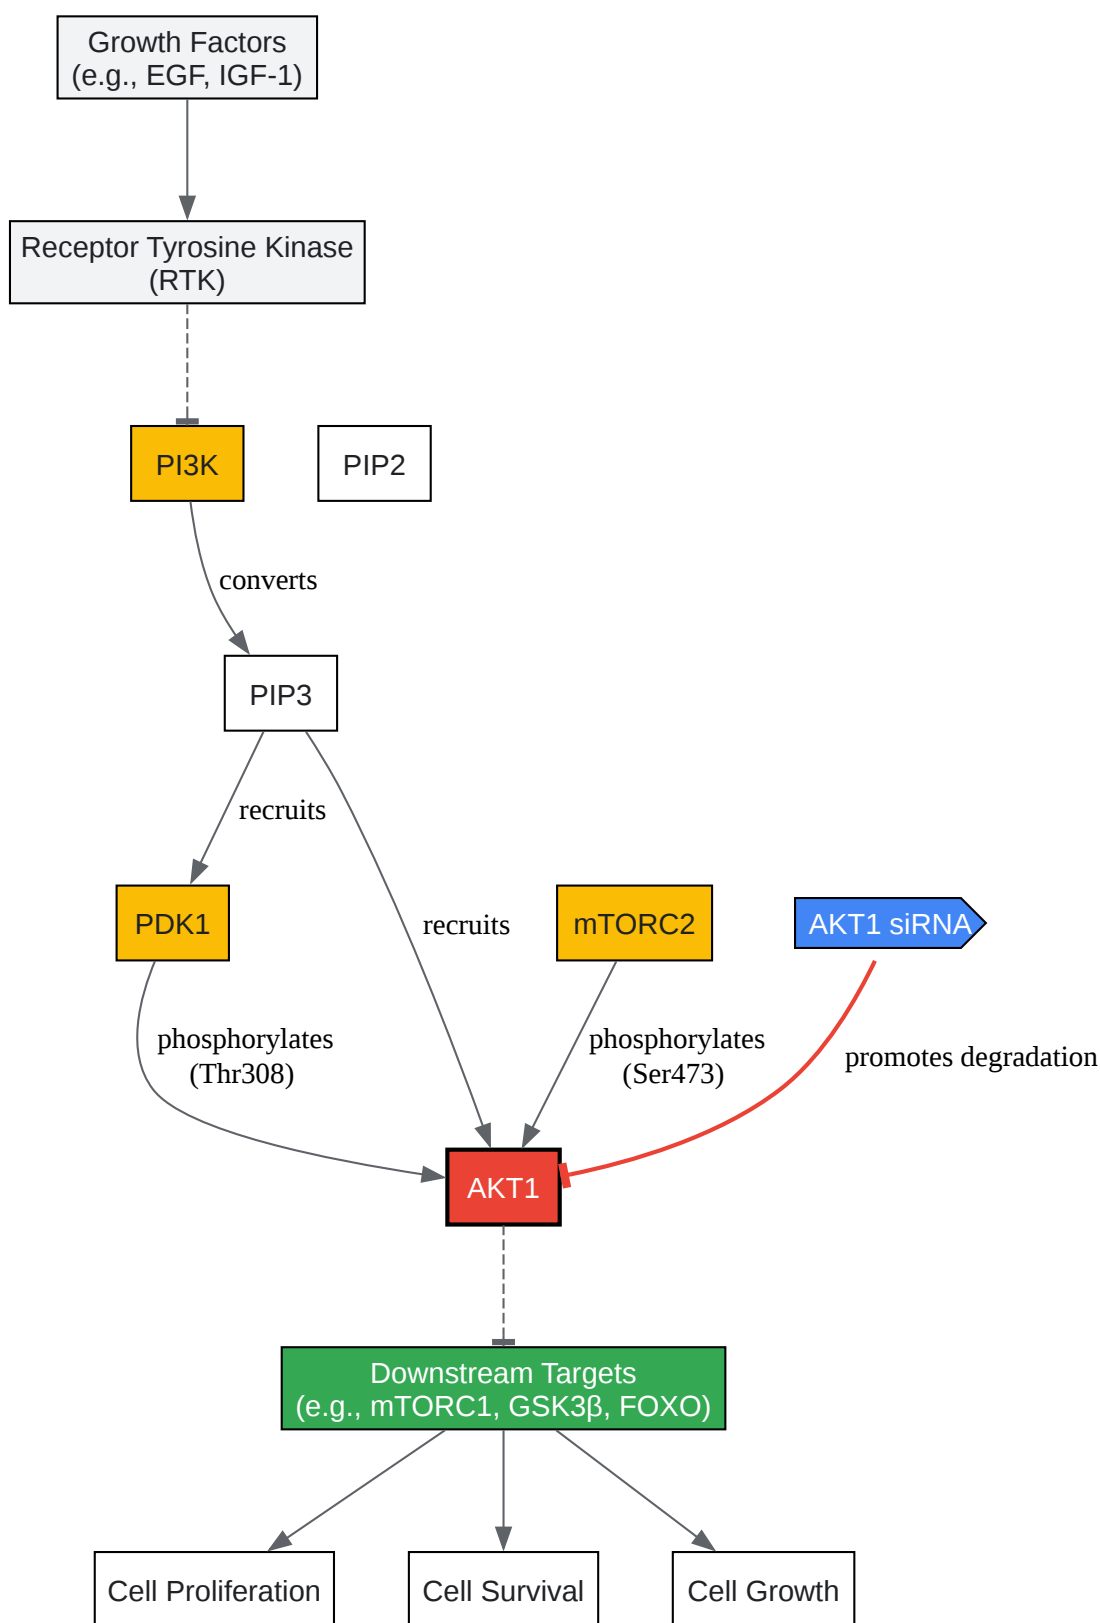 Growth Factors
(e.g., EGF, IGF-1)
Receptor Tyrosine Kinase
(RTK)
PI3K
PIP2
converts
PIP3
recruits
PDK1
recruits
mTORC2
AKT1 siRNA
phosphorylates
(Thr308)
phosphorylates
(Ser473)
promotes degradation
AKT1
Downstream Targets
(e.g., mTORC1, GSK3β, FOXO)
Cell Proliferation
Cell Survival
Cell Growth